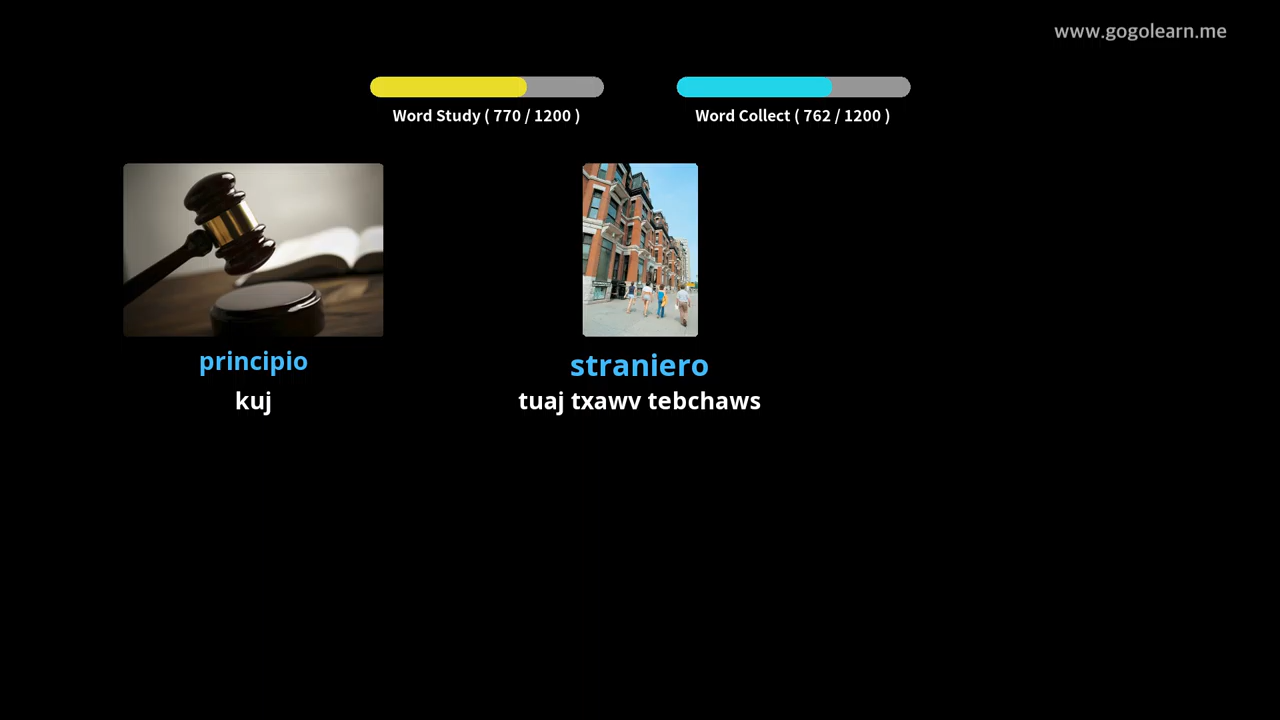 www.gogolearn.me
Word Study ( 770 / 1200 )
Word Collect ( 762 / 1200 )
principio
kuj
straniero
tuaj txawv tebchaws